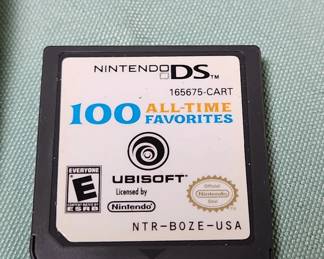 NINTENDO DS™
165675-CART
100 ALL-TIME FAVORITES
UBISOFT
EVERYONE
E
ESRB
Licensed by
Nintendo
Official
Nintendo
Seal
NTR-BOZE-USA